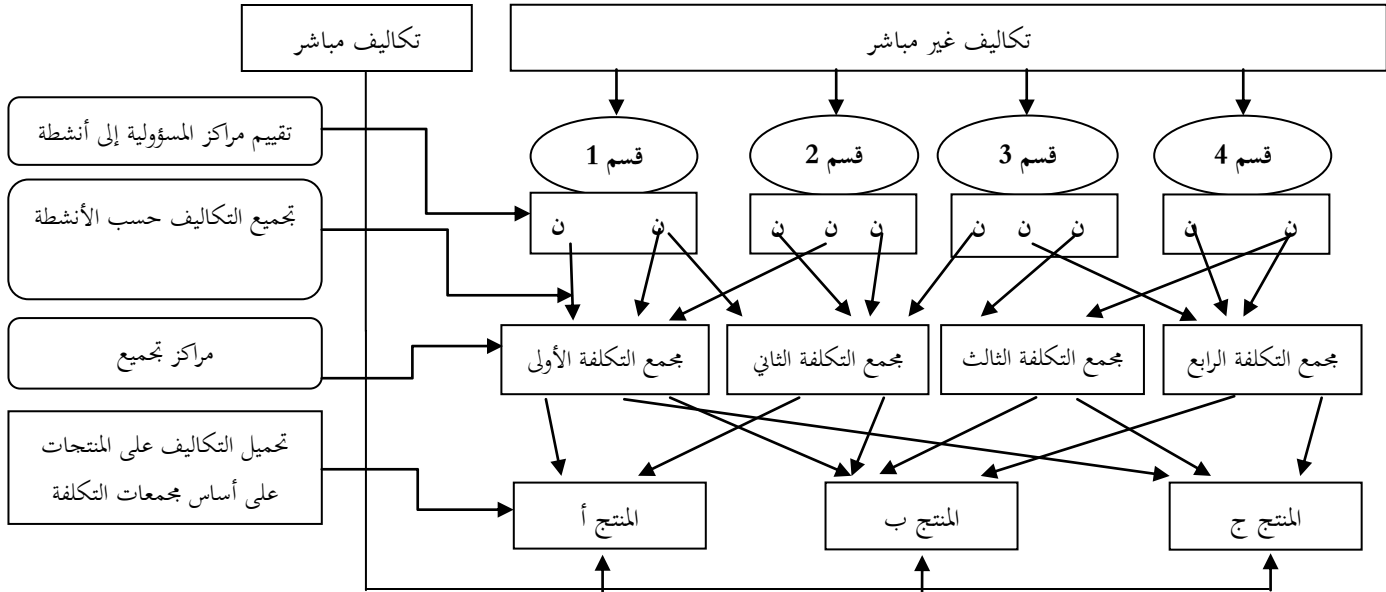 تكاليف غير مباشر
تكاليف مباشر
تقييم مراكز المسؤولية إلى أنشطة
قسم 1
قسم 2
قسم 3
قسم 4
تجميع التكاليف حسب الأنشطة
ن ن
ن ن ن
ن ن ن
ن ن
مراكز تجميع
مجمع التكلفة الأولى
مجمع التكلفة الثاني
مجمع التكلفة الثالث
مجمع التكلفة الرابع
تحميل التكاليف على المنتجات
على أساس مجمعات التكلفة
المنتج أ
المنتج ب
المنتج ج